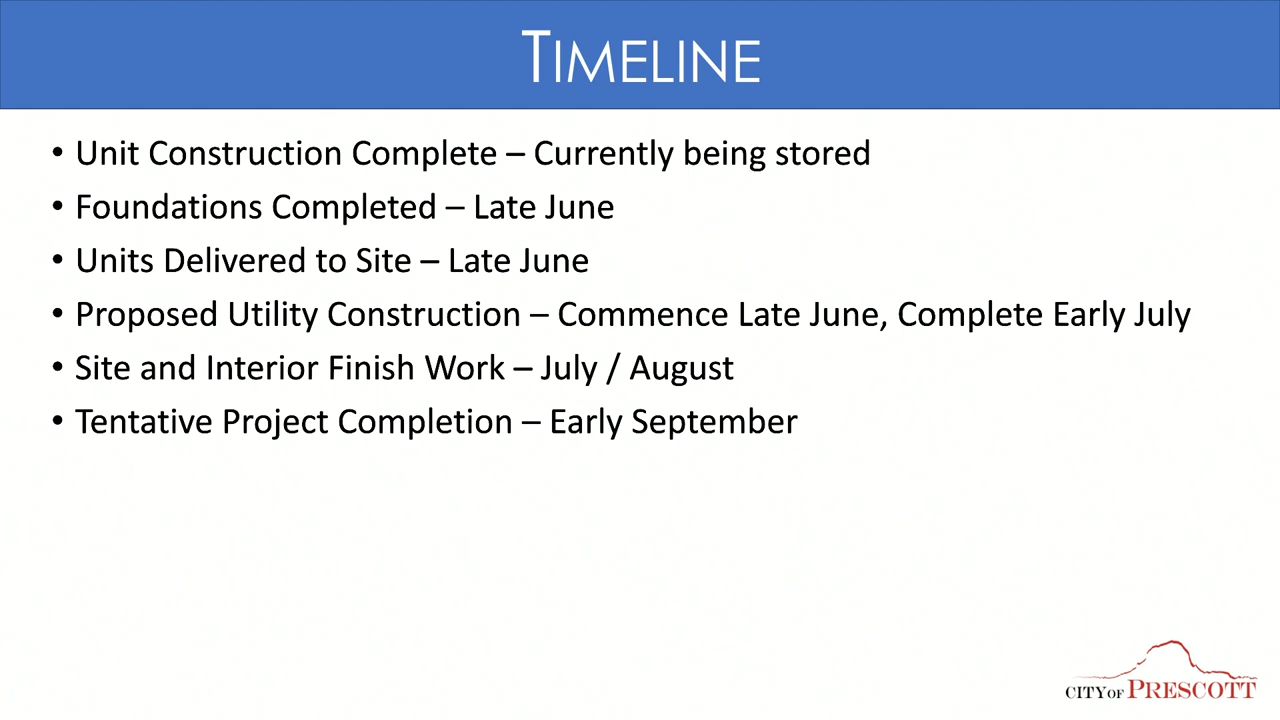 TIMELINE
• Unit Construction Complete – Currently being stored
• Foundations Completed – Late June
• Units Delivered to Site – Late June
• Proposed Utility Construction – Commence Late June, Complete Early July
• Site and Interior Finish Work – July / August
• Tentative Project Completion – Early September
CITY OF PRESCOTT